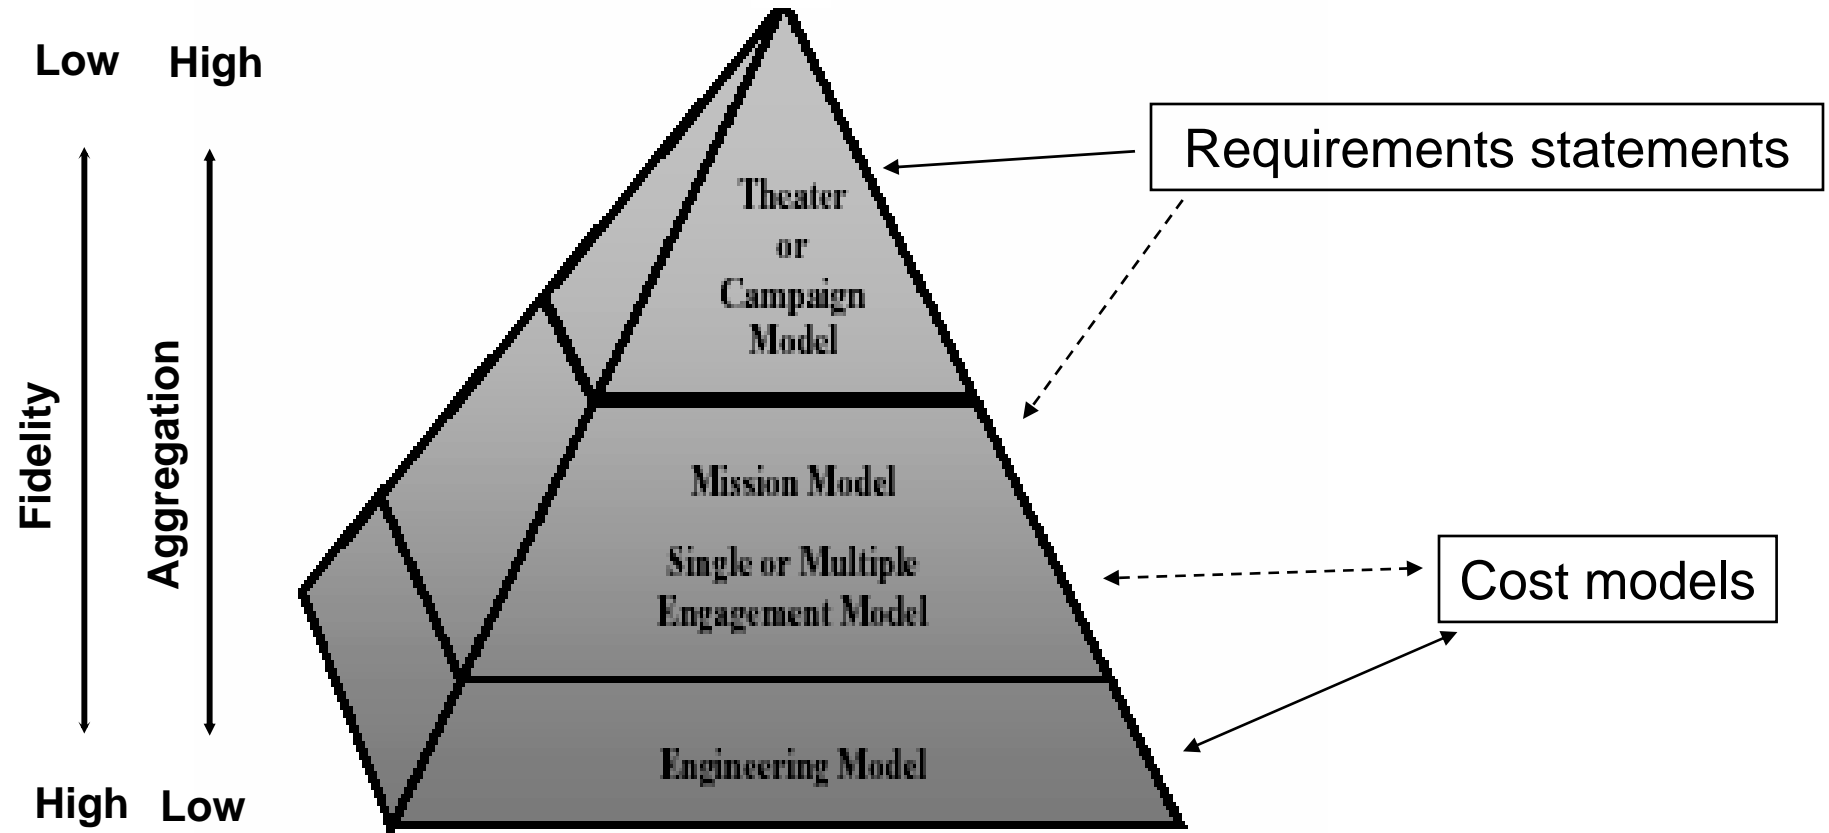 Low High
Requirements statements
Theater
or
Campaign
Model
Fidelity
Aggregation
Mission Model
Single or Multiple
Engagement Model
Cost models
Engineering Model
High Low